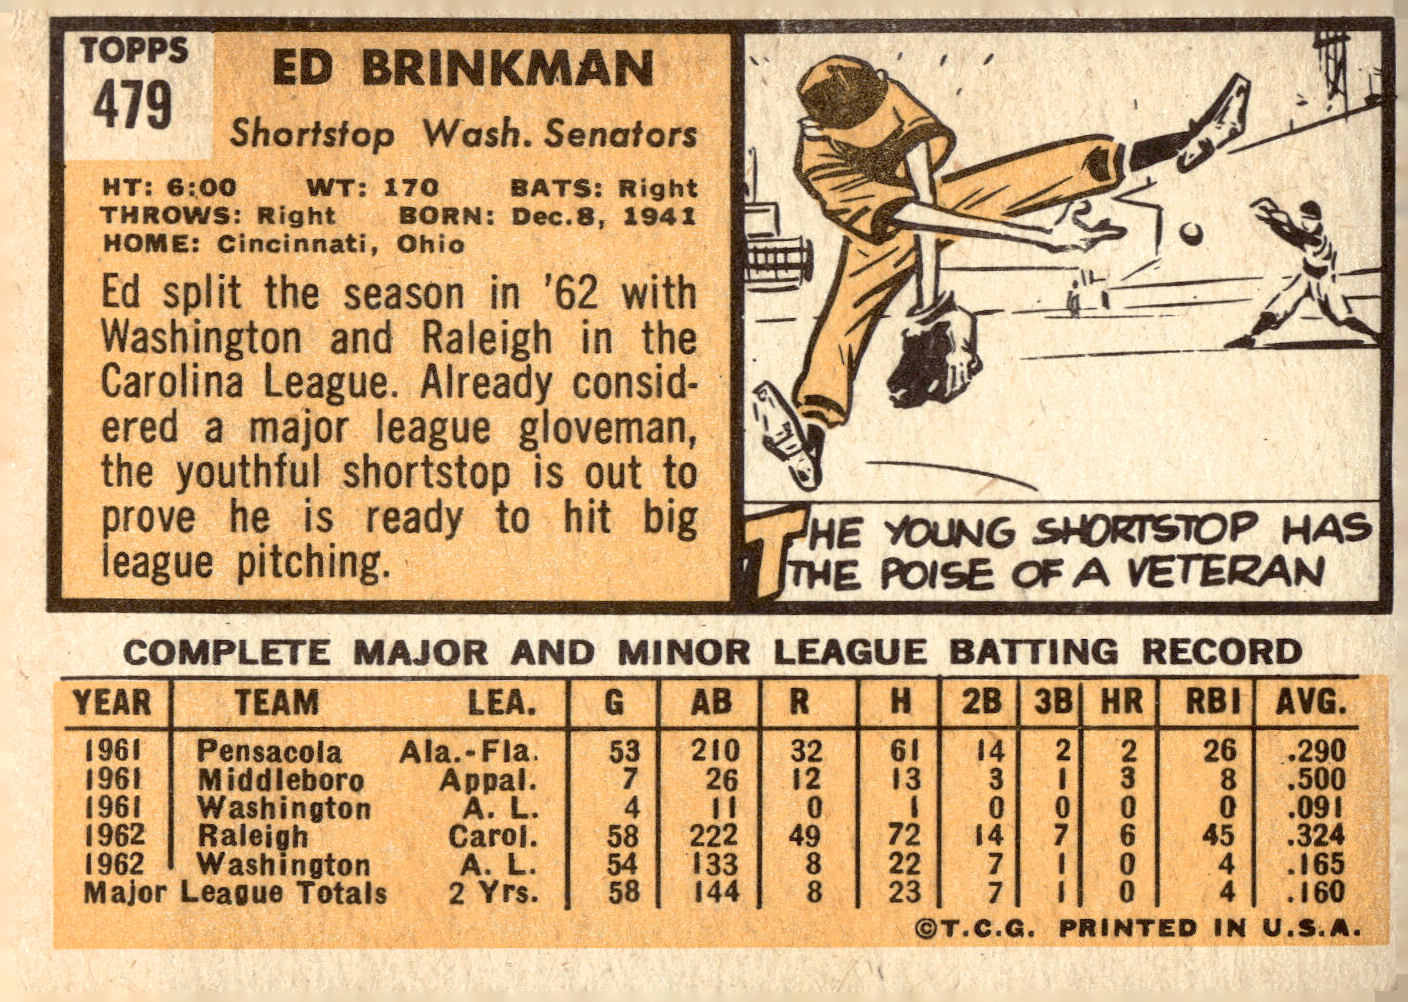 TOPPS
479
ED BRINKMAN
Shortstop Wash. Senators
HT: 6:00 WT: 170 BATS: Right
THROWS: Right BORN: Dec.8, 1941
HOME: Cincinnati, Ohio
Ed split the season in '62 with
Washington and Raleigh in the
Carolina League. Already consid-
ered a major league gloveman,
the youthful shortstop is out to
prove he is ready to hit big
league pitching.
THE YOUNG SHORTSTOP HAS
THE POISE OF A VETERAN
COMPLETE MAJOR AND MINOR LEAGUE BATTING RECORD
YEAR TEAM LEA. G AB R H 2B 3B HR RBI AVG.
1961 Pensacola Ala.-Fla. 53 210 32 61 14 2 2 26 .290
1961 Middleboro Appal. 7 26 12 13 3 1 3 8 .500
1961 Washington A. L. 4 11 0 1 0 0 0 0 .091
1962 Raleigh Carol. 58 222 49 72 14 7 6 45 .324
1962 Washington A. L. 54 133 8 22 7 1 0 4 .165
Major League Totals 2 Yrs. 58 144 8 23 7 1 0 4 .160
©T.C.G. PRINTED IN U.S.A.